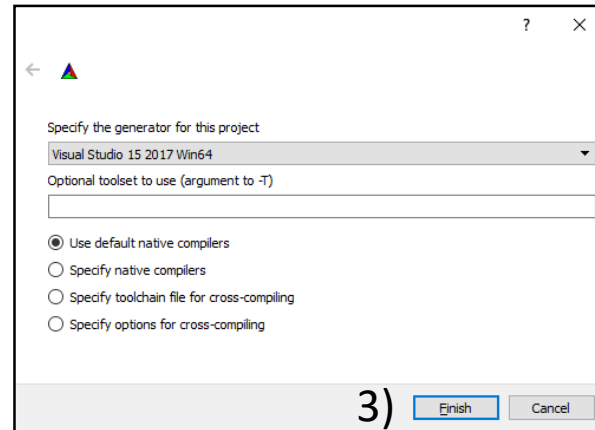 ?
Specify the generator for this project
Visual Studio 15 2017 Win64
Optional toolset to use (argument to -T)
Use default native compilers
Specify native compilers
Specify toolchain file for cross-compiling
Specify options for cross-compiling
3) Finish Cancel